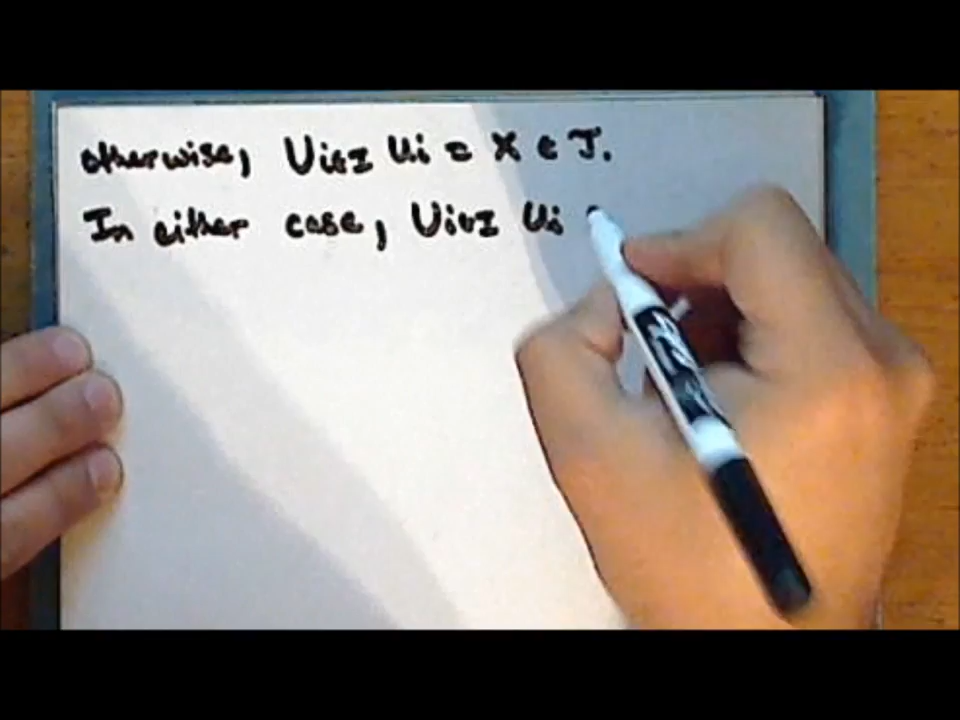 otherwise, ∪i∈I Ui = X ∈ T.
In either case, ∪i∈I Ui